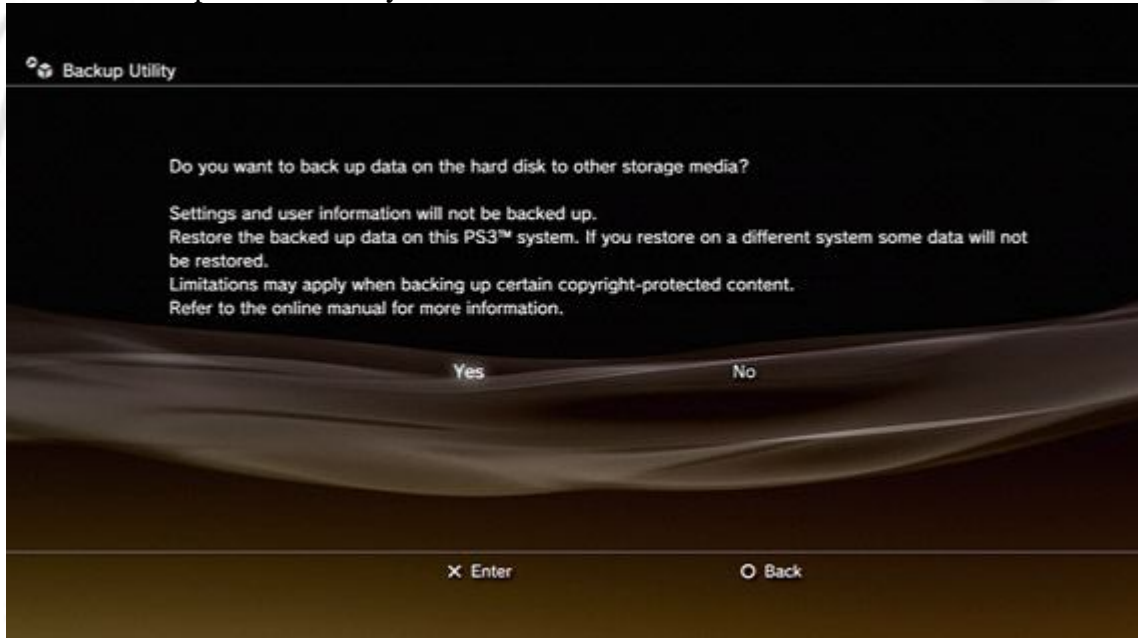 Backup Utility
Do you want to back up data on the hard disk to other storage media?
Settings and user information will not be backed up.
Restore the backed up data on this PS3™ system. If you restore on a different system some data will not
be restored.
Limitations may apply when backing up certain copyright-protected content.
Refer to the online manual for more information.
Yes No
X Enter O Back